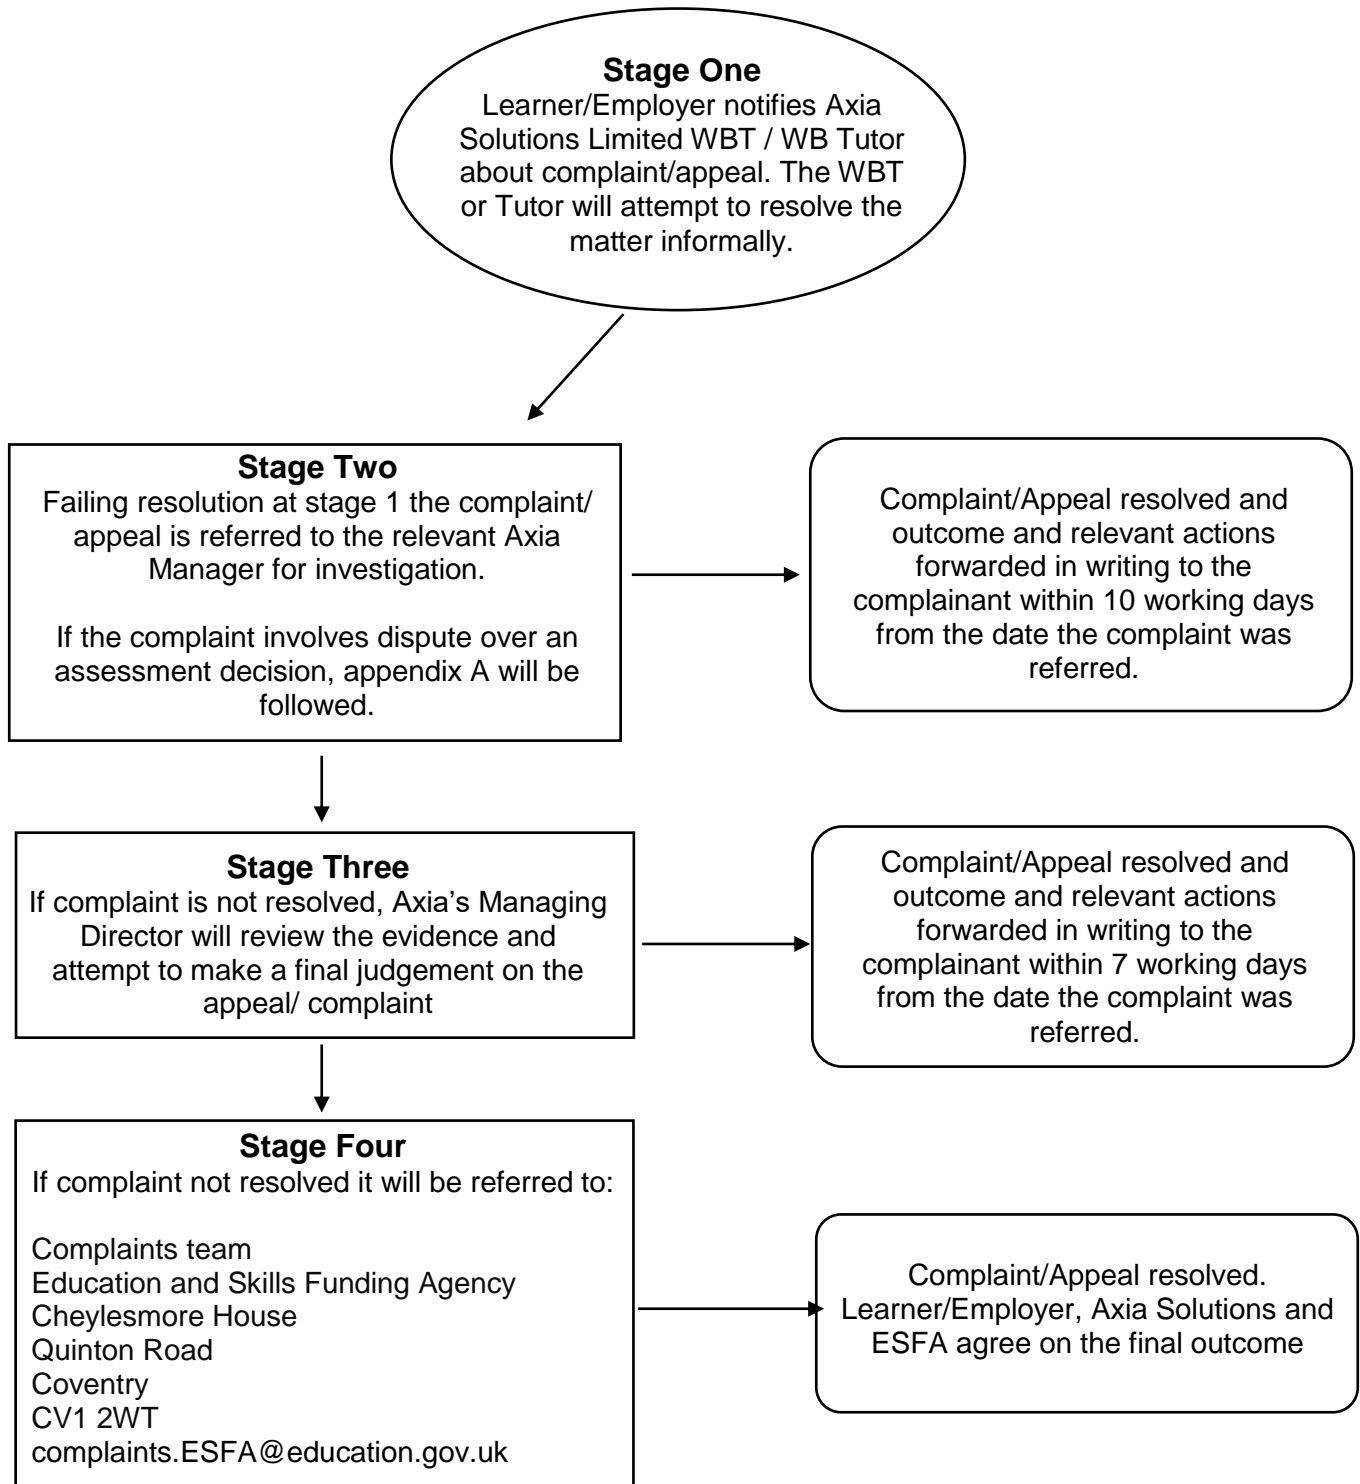 Stage One
Learner/Employer notifies Axia
Solutions Limited WBT / WB Tutor
about complaint/appeal. The WBT
or Tutor will attempt to resolve the
matter informally.
Stage Two
Failing resolution at stage 1 the complaint/
appeal is referred to the relevant Axia
Manager for investigation.
If the complaint involves dispute over an
assessment decision, appendix A will be
followed.
Complaint/Appeal resolved and
outcome and relevant actions
forwarded in writing to the
complainant within 10 working days
from the date the complaint was
referred.
Stage Three
If complaint is not resolved, Axia’s Managing
Director will review the evidence and
attempt to make a final judgement on the
appeal/ complaint
Complaint/Appeal resolved and
outcome and relevant actions
forwarded in writing to the
complainant within 7 working days
from the date the complaint was
referred.
Stage Four
If complaint not resolved it will be referred to:
Complaints team
Education and Skills Funding Agency
Cheylesmore House
Quinton Road
Coventry
CV1 2WT
complaints.ESFA@education.gov.uk
Complaint/Appeal resolved.
Learner/Employer, Axia Solutions and
ESFA agree on the final outcome